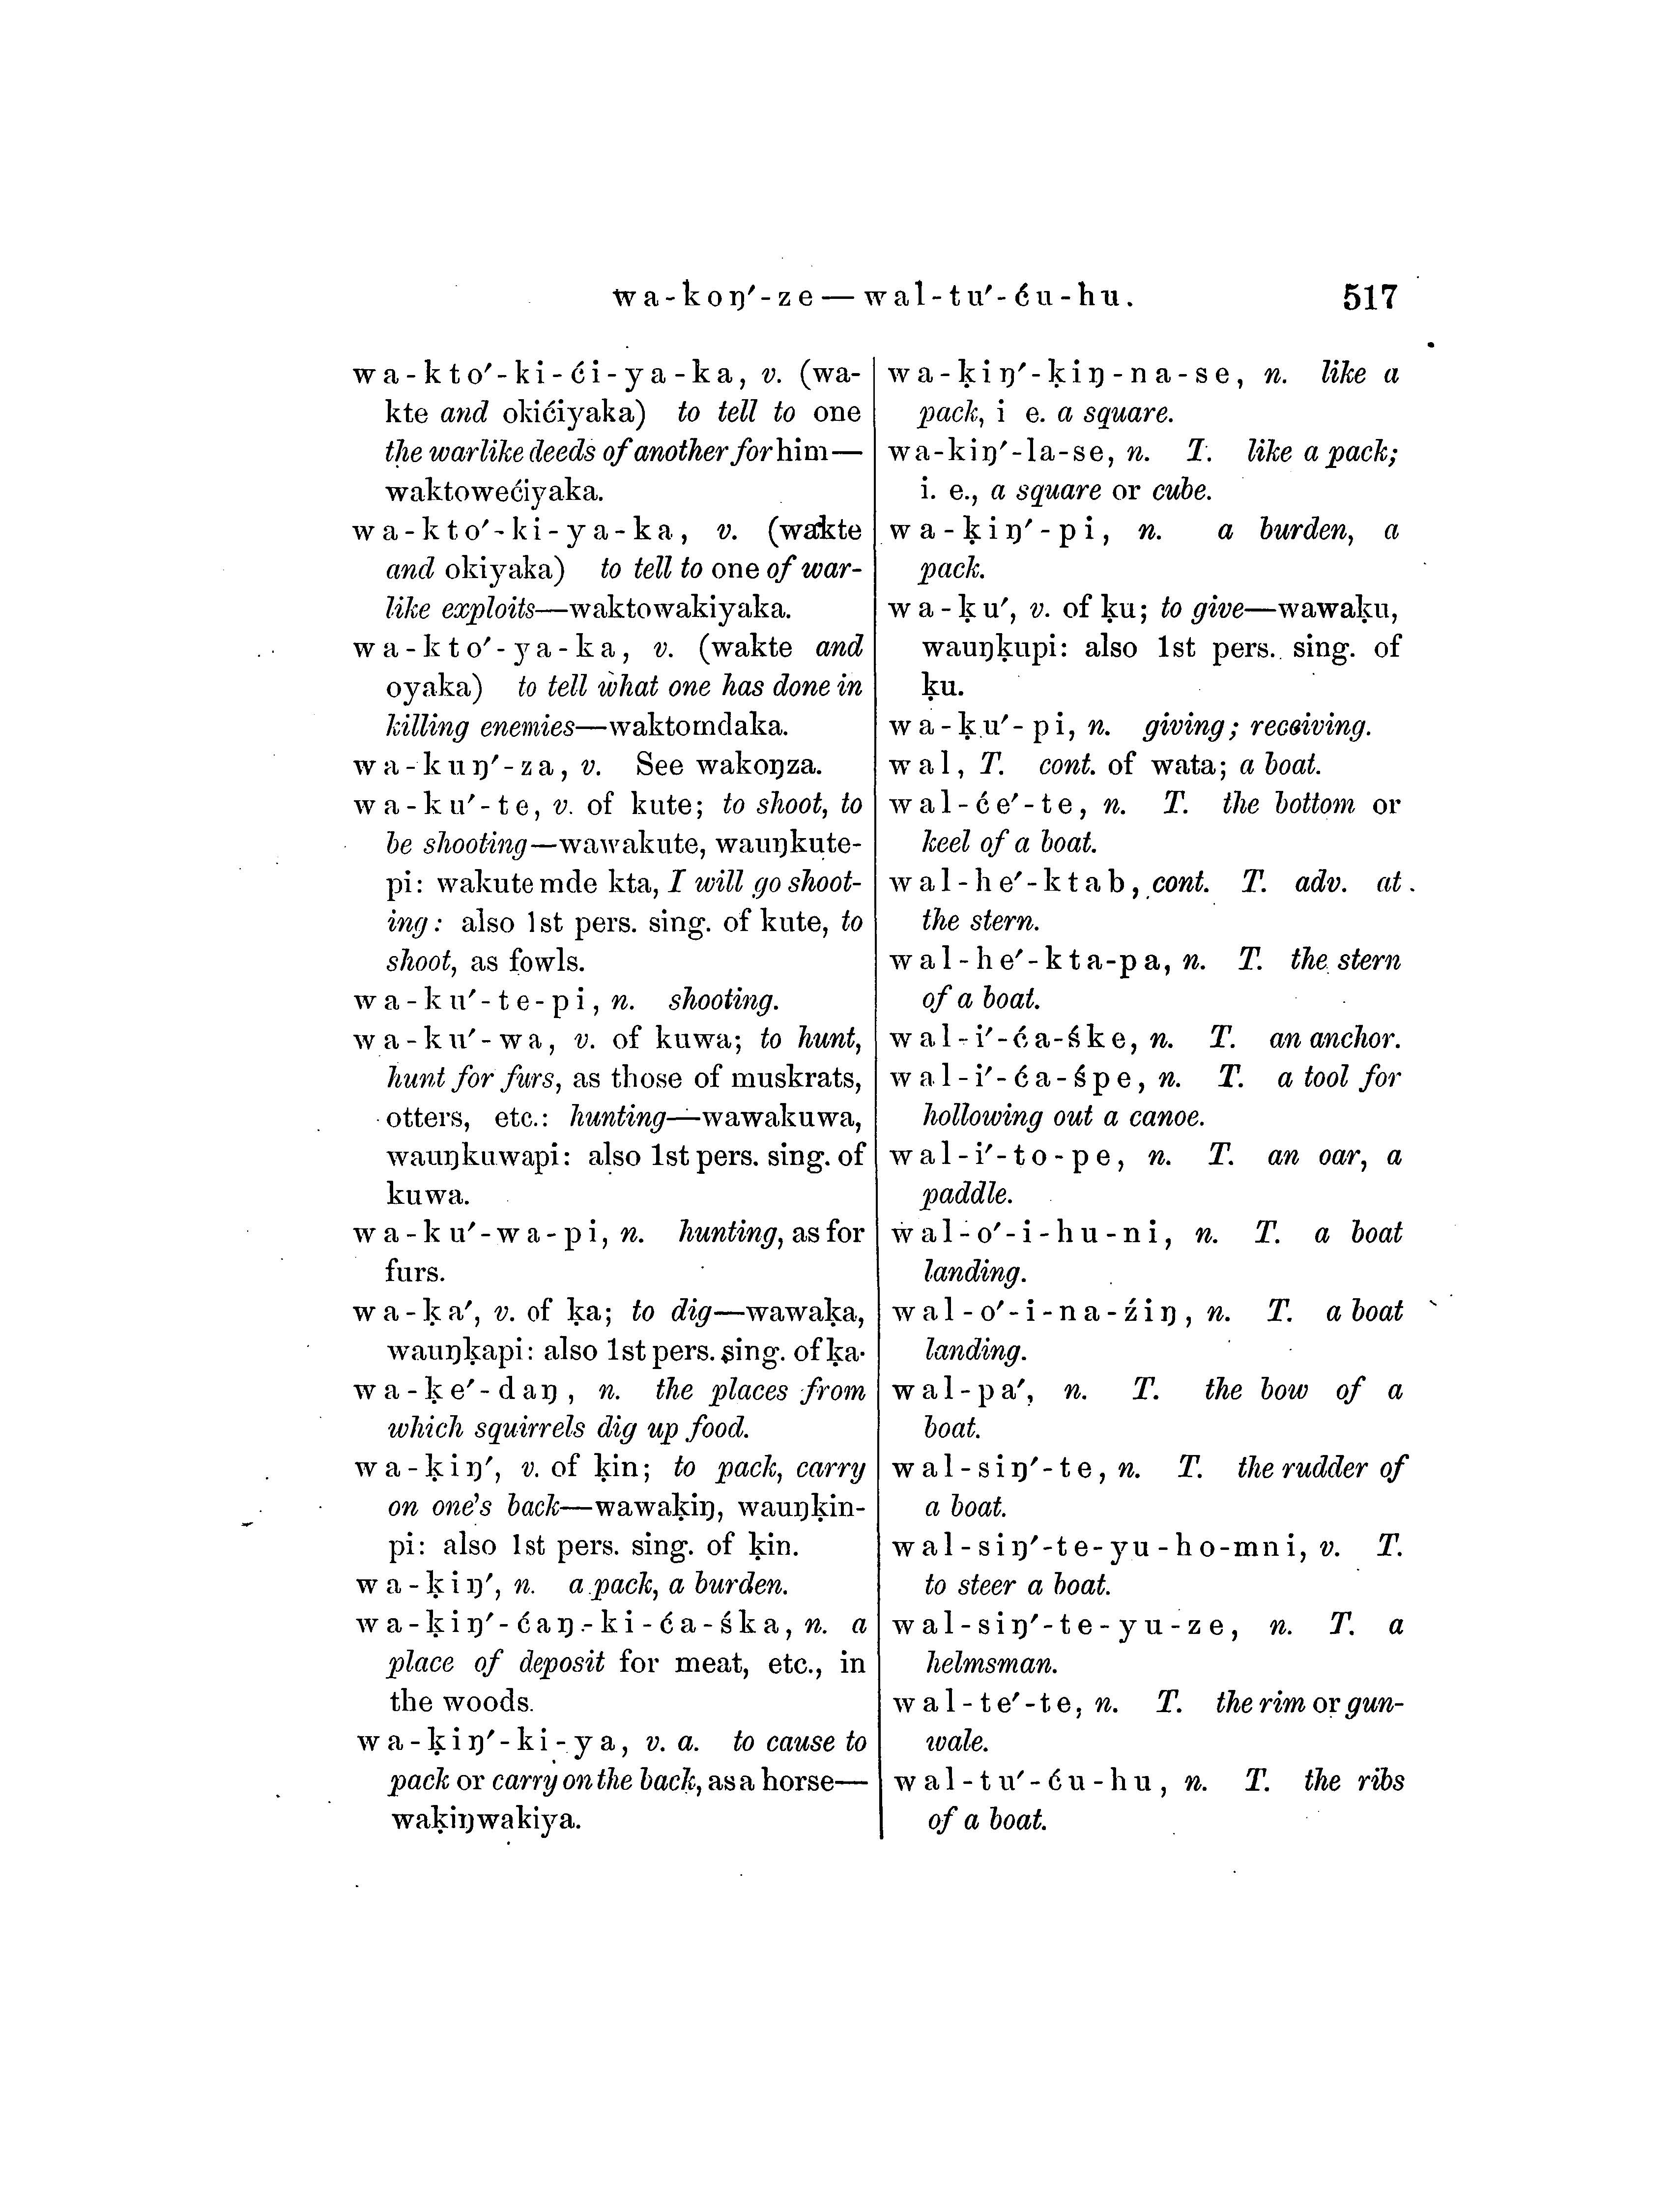 wa-koŋ′-ze—wal-tu′-ću-hu. 517
wa-kto′-ki-ći-ya-ka, v. (wa-
kte and okićiyaka) to tell to one
the warlike deeds of another for him—
waktowećiyaka.
wa-kto′-ki-ya-ka, v. (wakte
and okiyaka) to tell to one of war-
like exploits—waktowakiyaka.
wa-kto′-ya-ka, v. (wakte and
oyaka) to tell what one has done in
killing enemies—waktomdaka.
wa-kuŋ′-za, v. See wakoŋza.
wa-ku′-te, v. of kute; to shoot, to
be shooting—wawakute, wauŋkute-
pi: wakute mde kta, I will go shoot-
ing: also 1st pers. sing. of kute, to
shoot, as fowls.
wa-ku′-te-pi, n. shooting.
wa-ku′-wa, v. of kuwa; to hunt,
hunt for furs, as those of muskrats,
otters, etc.: hunting—wawakuwa,
wauŋkuwapi: also 1st pers. sing. of
kuwa.
wa-ku′-wa-pi, n. hunting, as for
furs.
wa-ḳa′, v. of ḳa; to dig—wawaḳa,
wauŋḳapi: also 1st pers. sing. of ḳa.
wa-ḳe′-daŋ, n. the places from
which squirrels dig up food.
wa-ḳiŋ′, v. of ḳin; to pack, carry
on one's back—wawaḳiŋ, wauŋḳin-
pi: also 1st pers. sing. of ḳin.
wa-ḳiŋ′, n. a pack, a burden.
wa-ḳiŋ′-ćaŋ-ki-ća-śka, n. a
place of deposit for meat, etc., in
the woods.
wa-ḳiŋ′-ki-ya, v. a. to cause to
pack or carry on the back, as a horse—
waḳiŋwakiya.
wa-ḳiŋ′-ḳiŋ-na-se, n. like a
pack, i e. a square.
wa-kiŋ′-la-se, n. T. like a pack;
i. e., a square or cube.
wa-ḳiŋ′-pi, n. a burden, a
pack.
wa-ḳu′, v. of ḳu; to give—wawaḳu,
wauŋḳupi: also 1st pers. sing. of
ḳu.
wa-ḳu′-pi, n. giving; receiving.
wal, T. cont. of wata; a boat.
wal-će′-te, n. T. the bottom or
keel of a boat.
wal-he′-ktab, cont. T. adv. at
the stern.
wal-he′-kta-pa, n. T. the stern
of a boat.
wal-i′-ća-śke, n. T. an anchor.
wal-i′-ća-śpe, n. T. a tool for
hollowing out a canoe.
wal-i′-to-pe, n. T. an oar, a
paddle.
wal-o′-i-hu-ni, n. T. a boat
landing.
wal-o′-i-na-źiŋ, n. T. a boat
landing.
wal-pa′, n. T. the bow of a
boat.
wal-siŋ′-te, n. T. the rudder of
a boat.
wal-siŋ′-te-yu-ho-mni, v. T.
to steer a boat.
wal-siŋ′-te-yu-ze, n. T. a
helmsman.
wal-te′-te, n. T. the rim or gun-
wale.
wal-tu′-ću-hu, n. T. the ribs
of a boat.